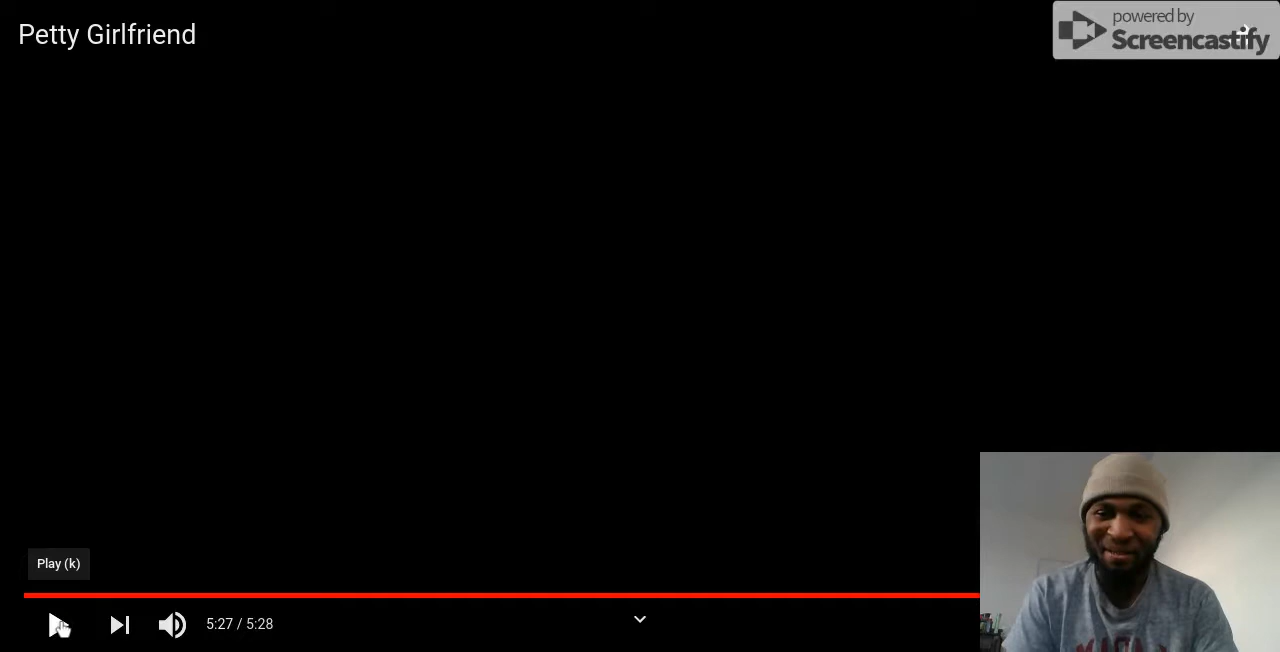 Petty Girlfriend
powered by
Screencastify
Play (k)
5:27 / 5:28